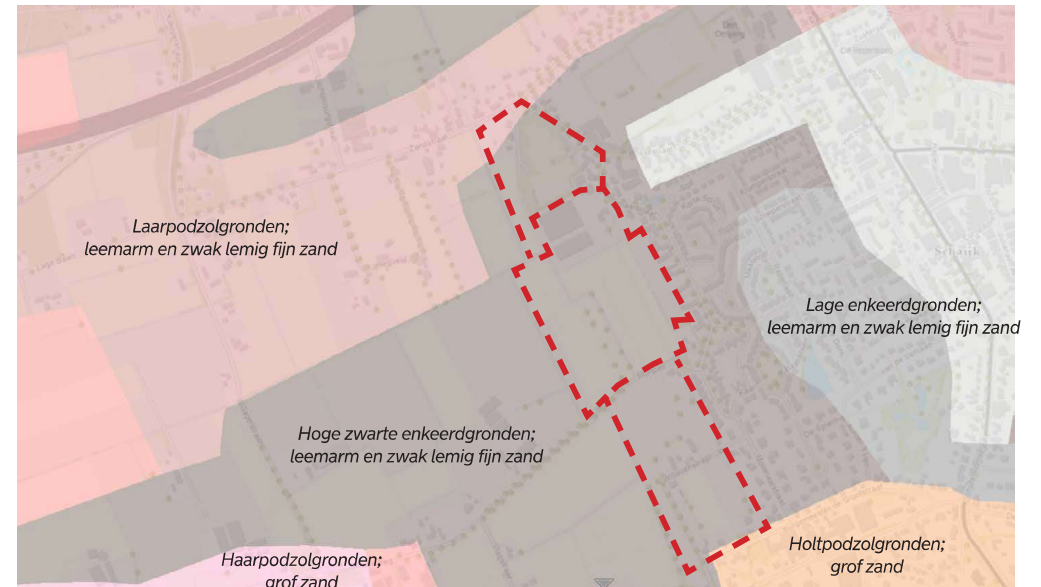 Laarpodzolgronden;
leemarm en zwak lemig fijn zand
Schaijk
Lage enkeerdgronden;
leemarm en zwak lemig fijn zand
Hoge zwarte enkeerdgronden;
leemarm en zwak lemig fijn zand
Holtpodzolgronden;
grof zand
Haarpodzolgronden;
grof zand